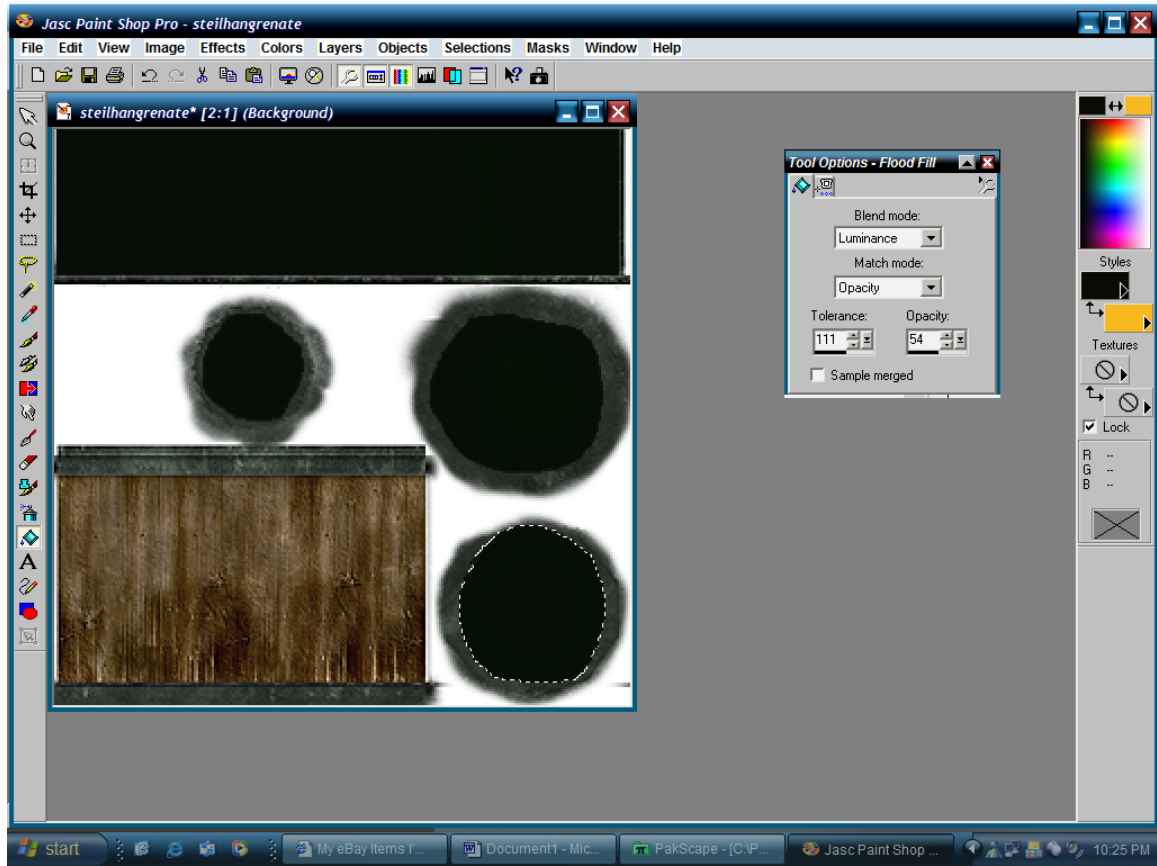 Jasc Paint Shop Pro - steilhangrenate
File Edit View Image Effects Colors Layers Objects Selections Masks Window Help
steilhangrenate* [2:1] (Background)
Tool Options - Flood Fill
Blend mode:
Luminance
Match mode:
Opacity
Tolerance: Opacity:
111 54
Sample merged
Styles
Textures
Lock
R --
G --
B --
start
My eBay Items I'...
Document1 - Mic...
PakScape - [C:\P...
Jasc Paint Shop ...
10:25 PM